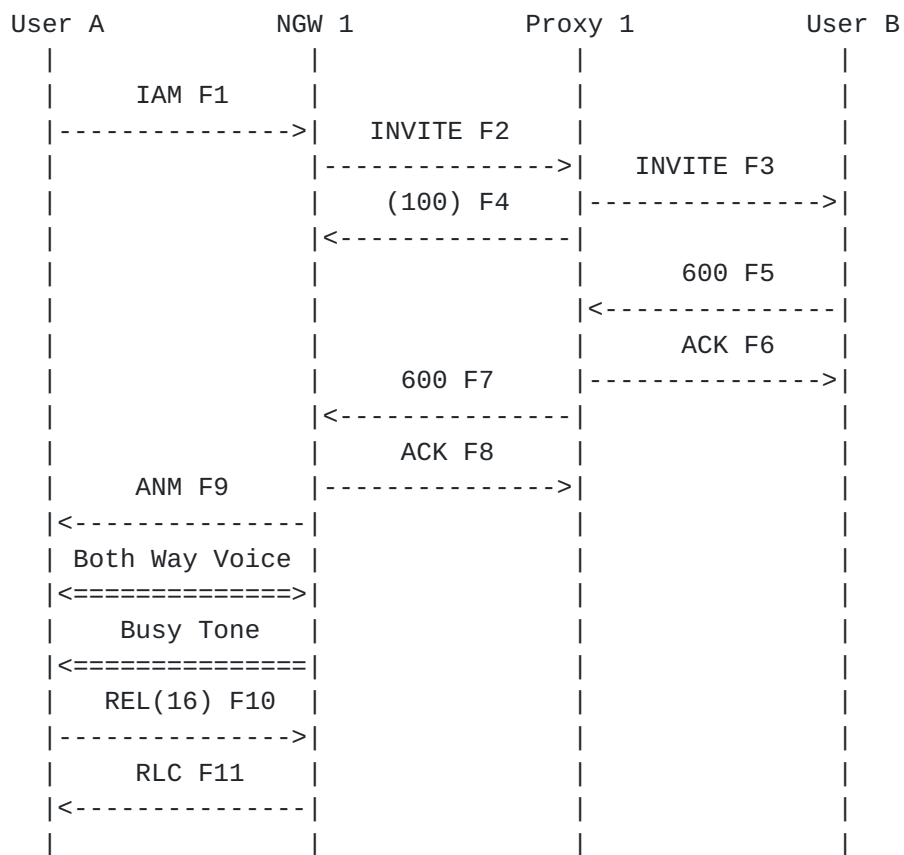 User A NGW 1 Proxy 1 User B
IAM F1
INVITE F2
INVITE F3
(100) F4
600 F5
ACK F6
600 F7
ACK F8
ANM F9
Both Way Voice
Busy Tone
REL(16) F10
RLC F11